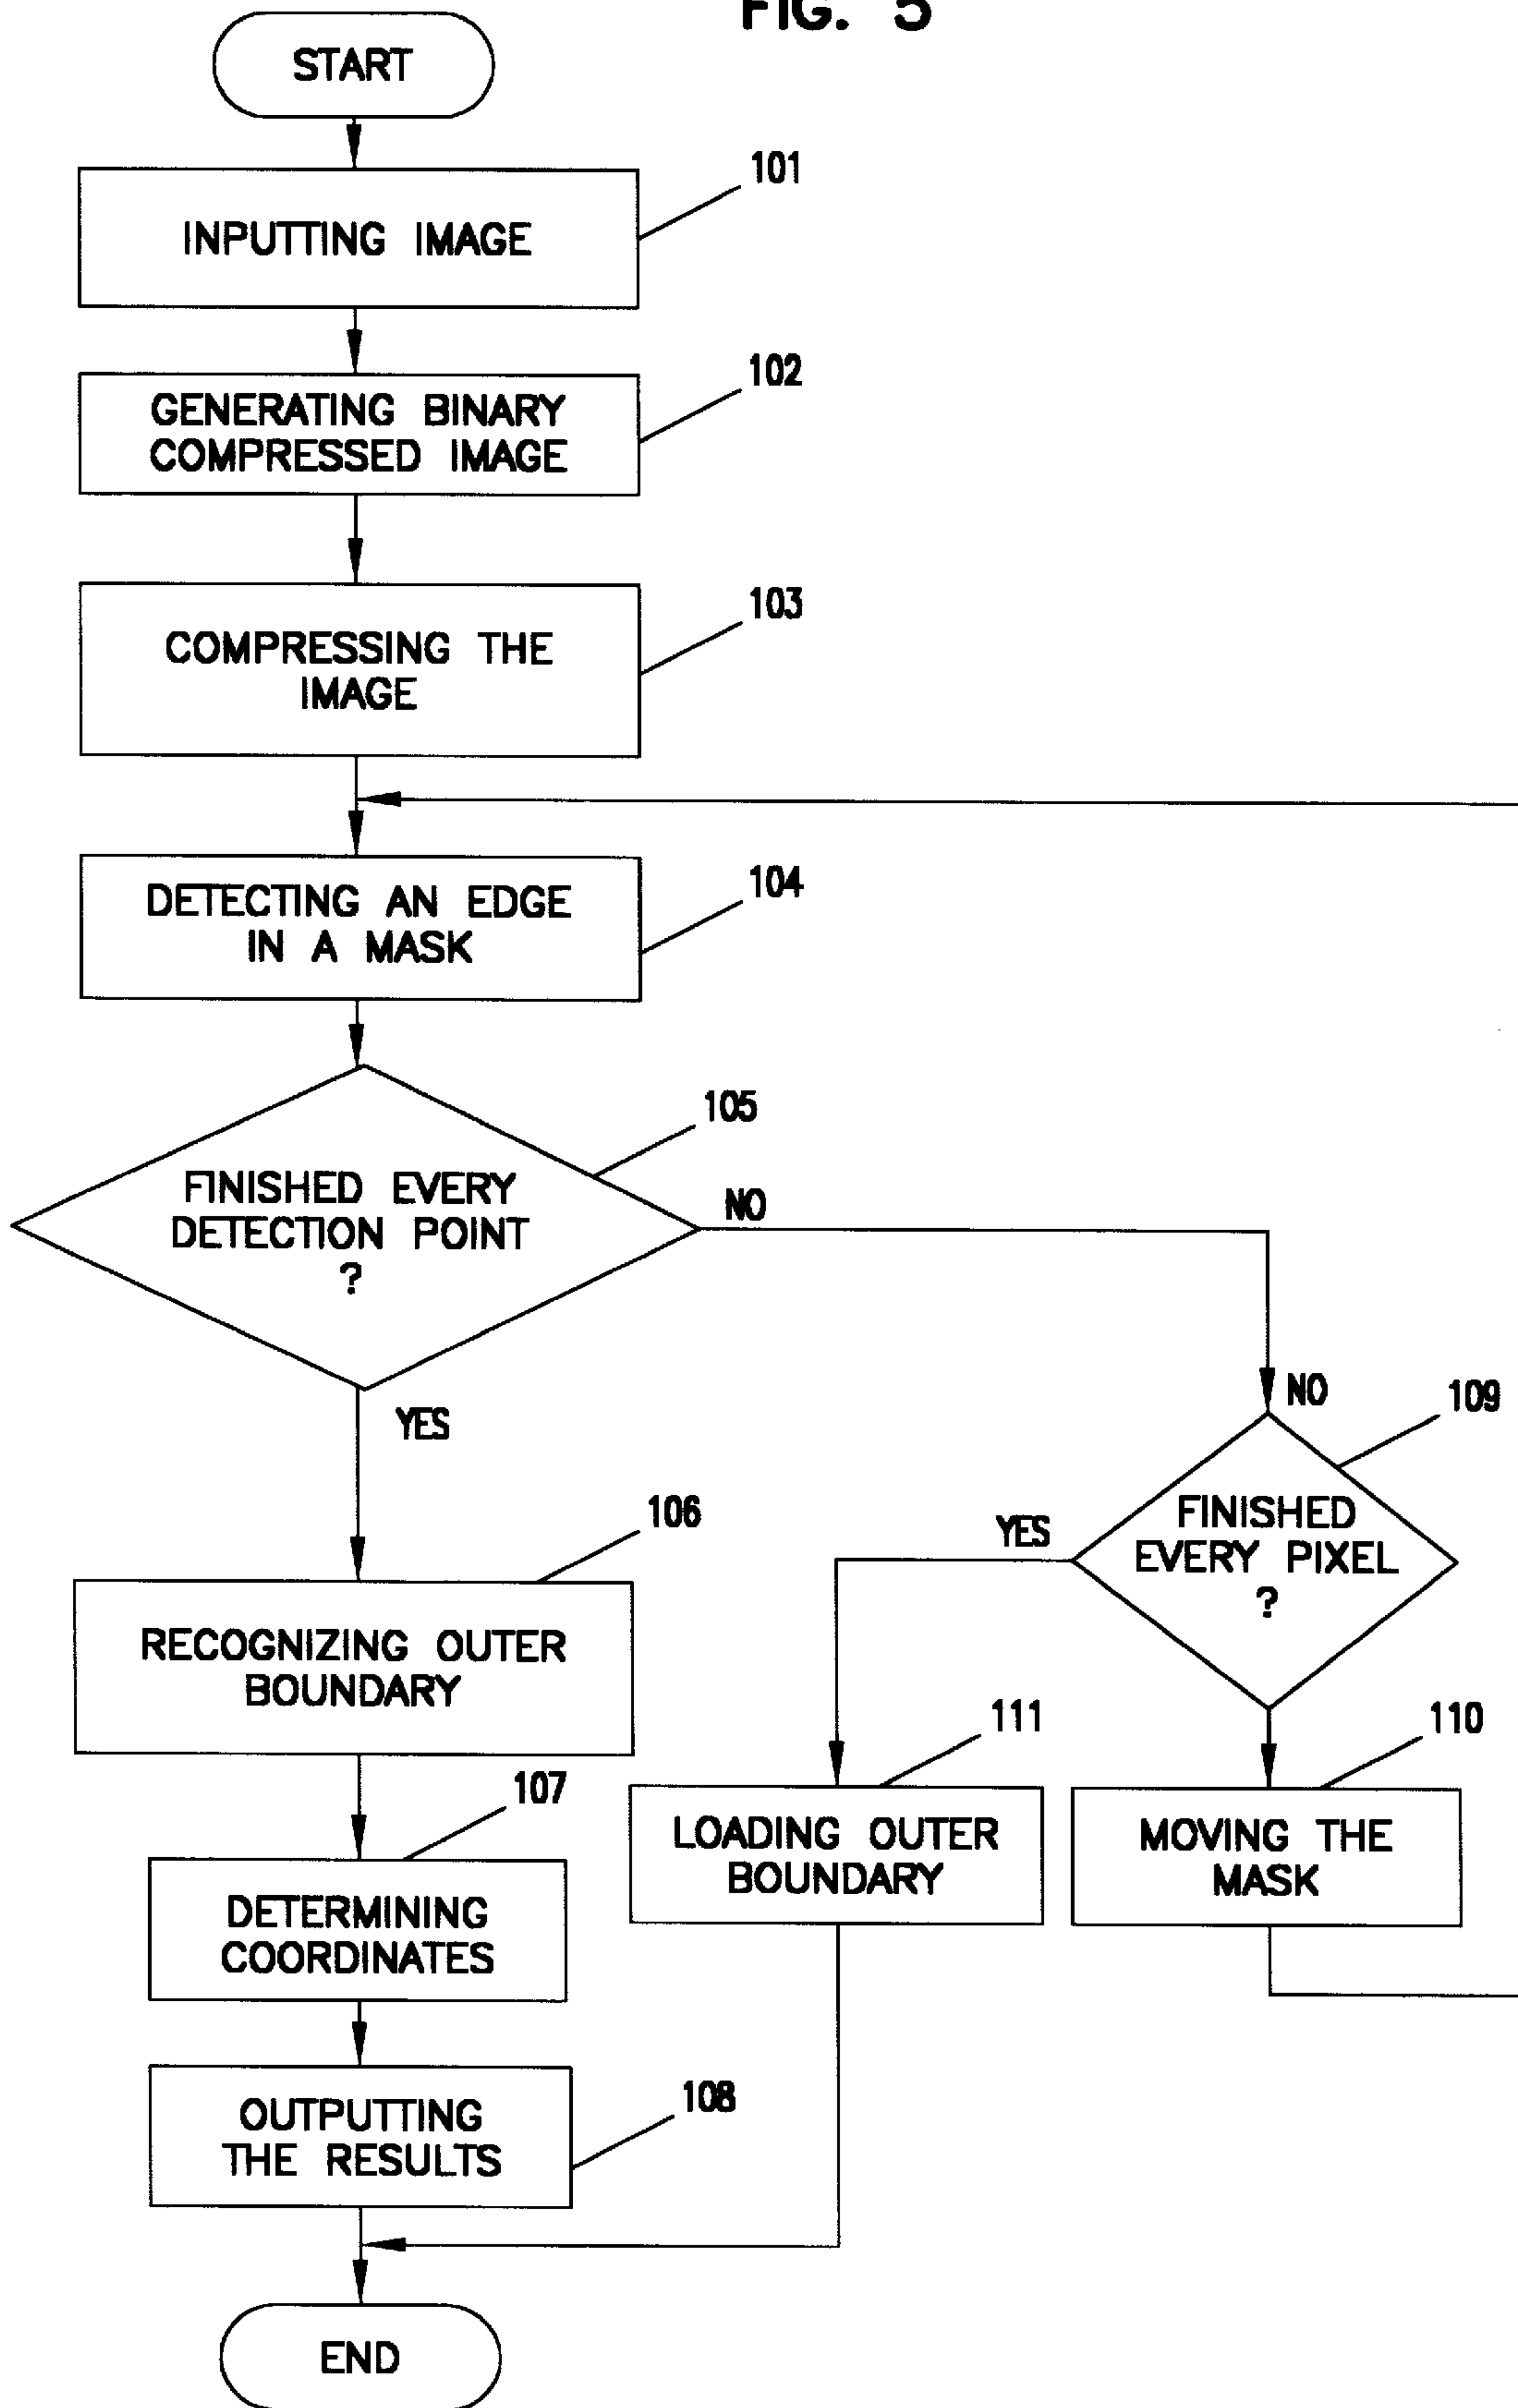 FIG. 5
START
101
INPUTTING IMAGE
102
GENERATING BINARY
COMPRESSED IMAGE
103
COMPRESSING THE
IMAGE
104
DETECTING AN EDGE
IN A MASK
105
FINISHED EVERY
DETECTION POINT
?
NO
YES
NO
109
FINISHED
EVERY PIXEL
?
YES
106
RECOGNIZING OUTER
BOUNDARY
111
LOADING OUTER
BOUNDARY
110
MOVING THE
MASK
107
DETERMINING
COORDINATES
108
OUTPUTTING
THE RESULTS
END